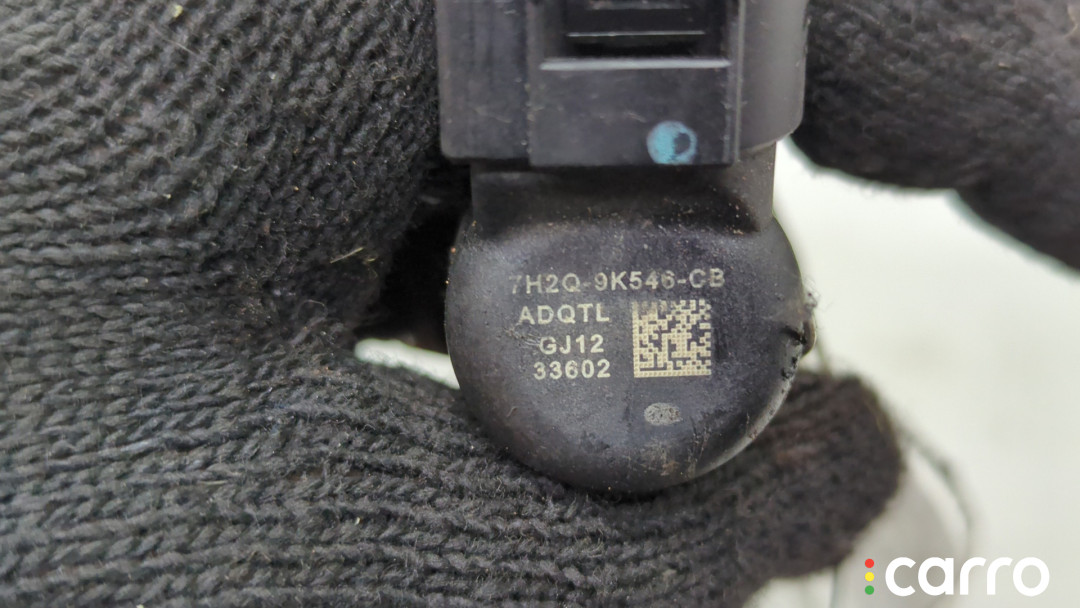 7H2Q-9K546-CB
ADQTL
GJ12
33602
carro